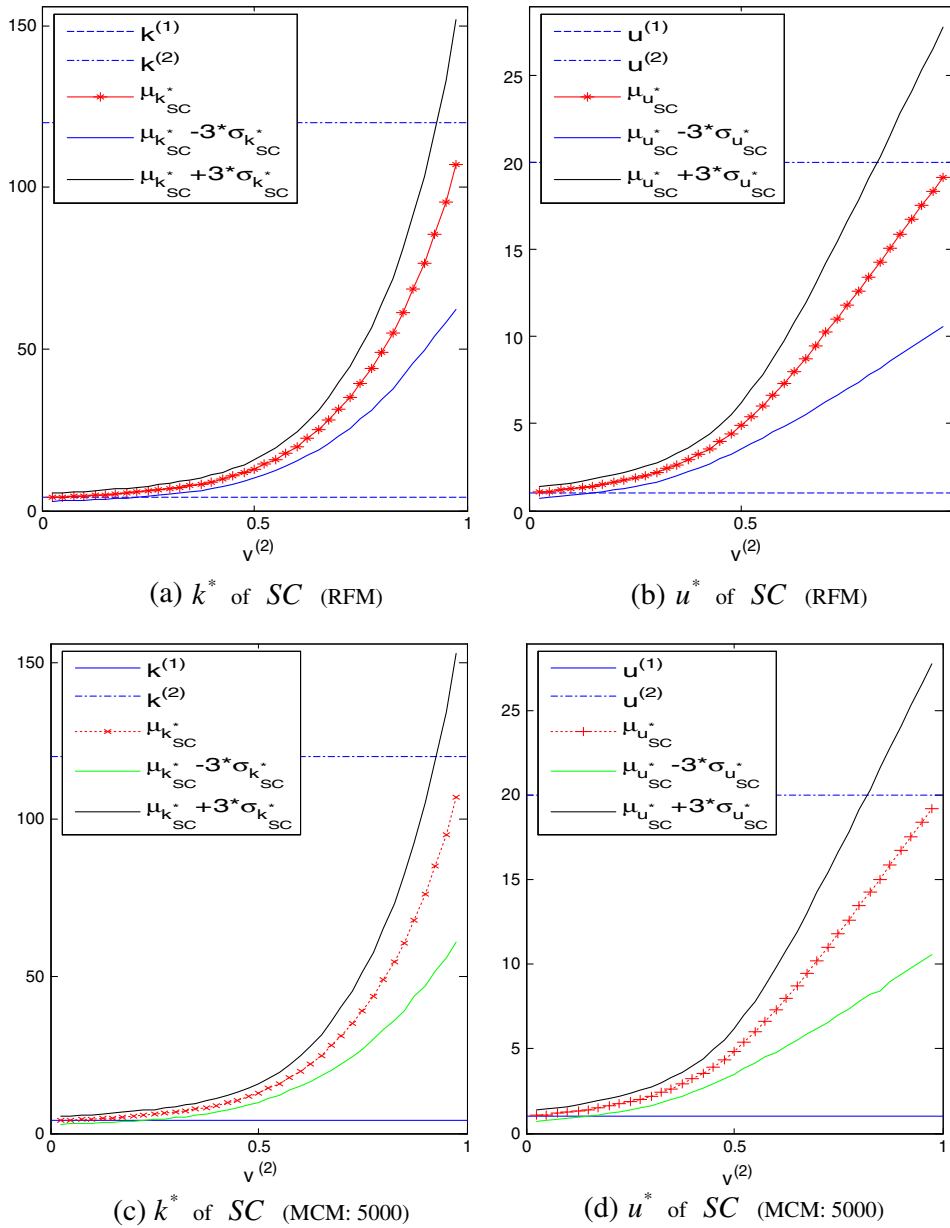 150
100
50
0
0
0.5
1
k^(1)
k^(2)
μ_k*_SC
μ_k*_SC -3*σ_k*_SC
μ_k*_SC +3*σ_k*_SC
v^(2)
(a) k* of SC (RFM)
25
20
15
10
5
0
0.5
1
u^(1)
u^(2)
μ_u*_SC
μ_u*_SC -3*σ_u*_SC
μ_u*_SC +3*σ_u*_SC
v^(2)
(b) u* of SC (RFM)
150
100
50
0
0
0.5
1
k^(1)
k^(2)
μ_k*_SC
μ_k*_SC -3*σ_k*_SC
μ_k*_SC +3*σ_k*_SC
v^(2)
(c) k* of SC (MCM: 5000)
25
20
15
10
5
0
0
0.5
1
u^(1)
u^(2)
μ_u*_SC
μ_u*_SC -3*σ_u*_SC
μ_u*_SC +3*σ_u*_SC
v^(2)
(d) u* of SC (MCM: 5000)